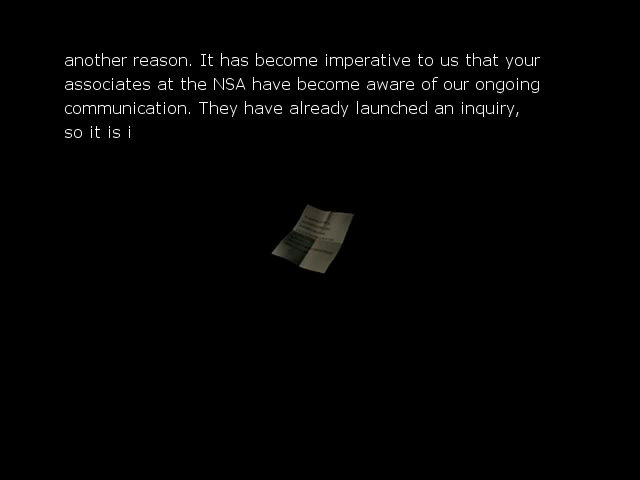 another reason. It has become imperative to us that your
associates at the NSA have become aware of our ongoing
communication. They have already launched an inquiry,
so it is i